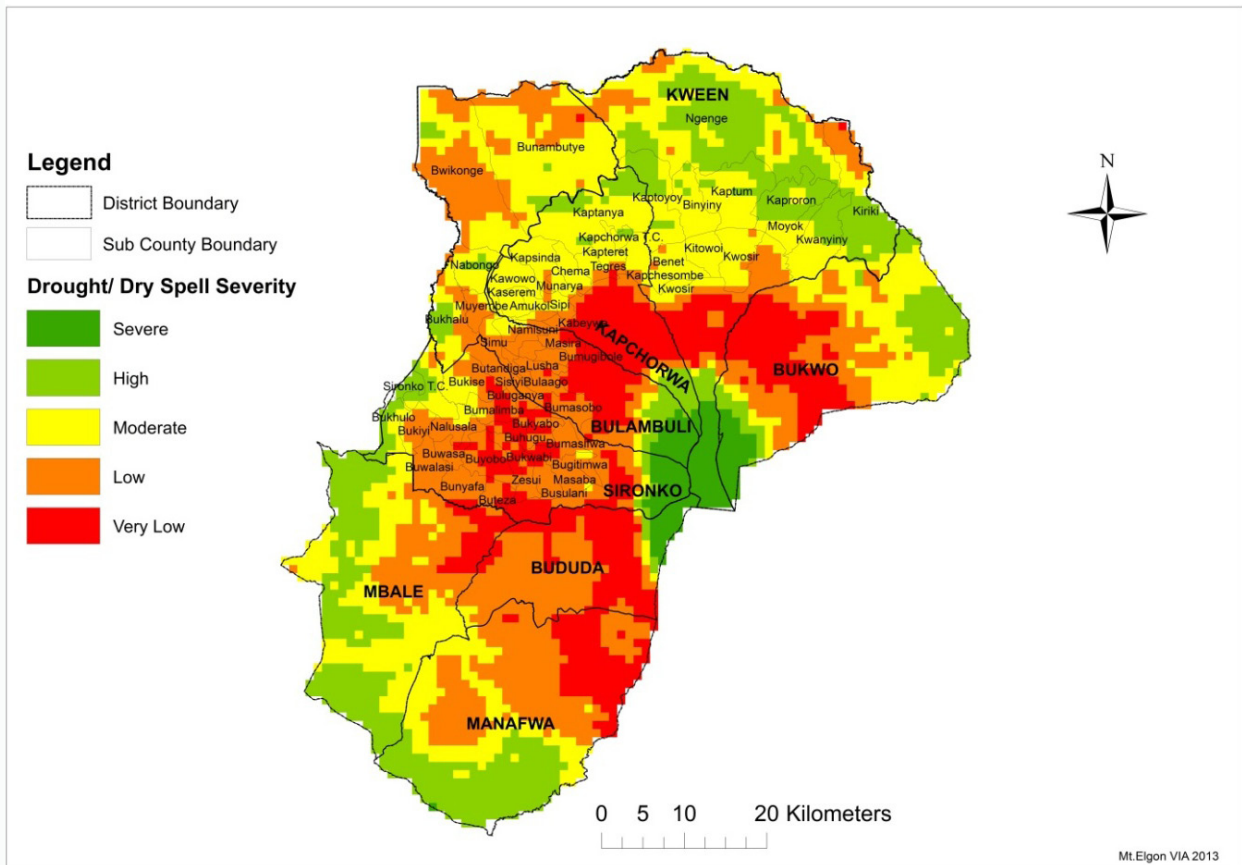 Legend
District Boundary
Sub County Boundary
Drought/ Dry Spell Severity
Severe
High
Moderate
Low
Very Low
N
KWEEN
Ngenge
Bunambutye
Bwikonge
Kaptoyoy
Kaptum
Binyiny
Kaproron
Kiriki
Kaptanya
Moyok
Kwanyiny
Kapchorwa T.C.
Kitowoi
Kapsinda
Kapteret
Kwosir
Nabongo
Chema
Tegres
Benet
Kapchesombe
Kawowo
Munarya
Kwosir
Kaserem
Muyembe
Amukol
Sipi
Bukhalu
Namisuni
KAPCHORWA
Simu
Masira
Bumugibole
BUKWO
Butandiga
Lusha
Sironko T.C.
Bukise
Sisiyi
Bulaago
Buluganya
Bumalimba
Bumasobo
Bukhulo
Bukiyi
Nalusala
Bukyabo
BULAMBULI
Buhugu
Bumasifwa
Buwasa
Buyobo
Bukwabi
Buwalasi
Bugitimwa
Bunyafa
Zesui
Masaba
SIRONKO
Busulani
Buteza
BUDUDA
MBALE
MANAFWA
0 5 10 20 Kilometers
Mt.Elgon VIA 2013